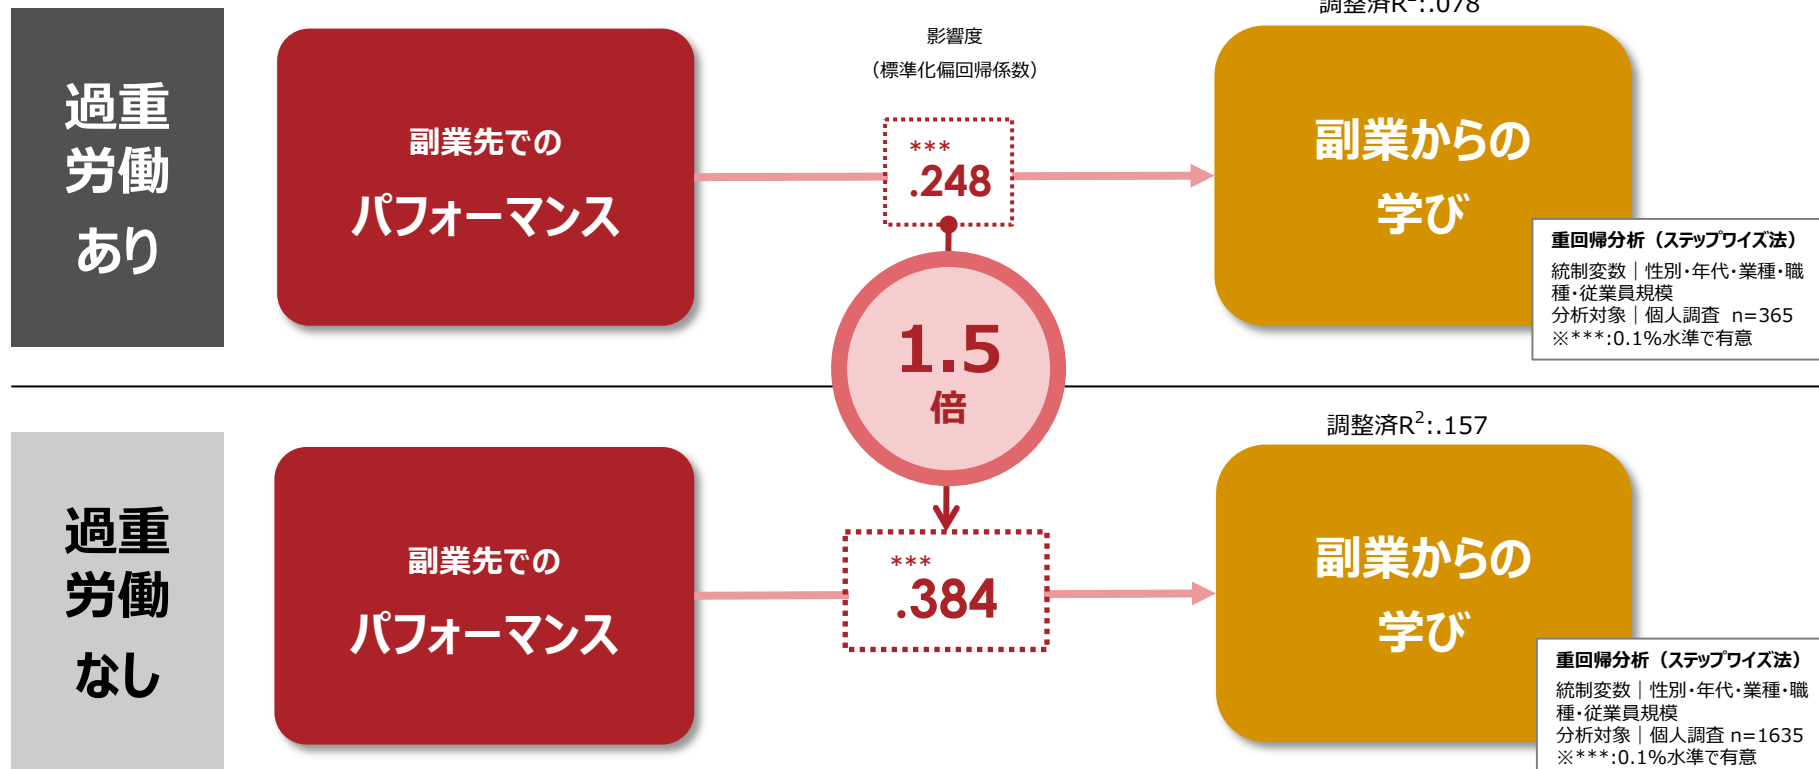 調整済R²:.078
影響度
（標準化偏回帰係数）
過重
労働
あり
副業先での
パフォーマンス
***
.248
副業からの
学び
重回帰分析（ステップワイズ法）
統制変数｜性別・年代・業種・職
種・従業員規模
分析対象｜個人調査 n=365
※***:0.1%水準で有意
1.5
倍
調整済R²:.157
過重
労働
なし
副業先での
パフォーマンス
***
.384
副業からの
学び
重回帰分析（ステップワイズ法）
統制変数｜性別・年代・業種・職
種・従業員規模
分析対象｜個人調査 n=1635
※***:0.1%水準で有意